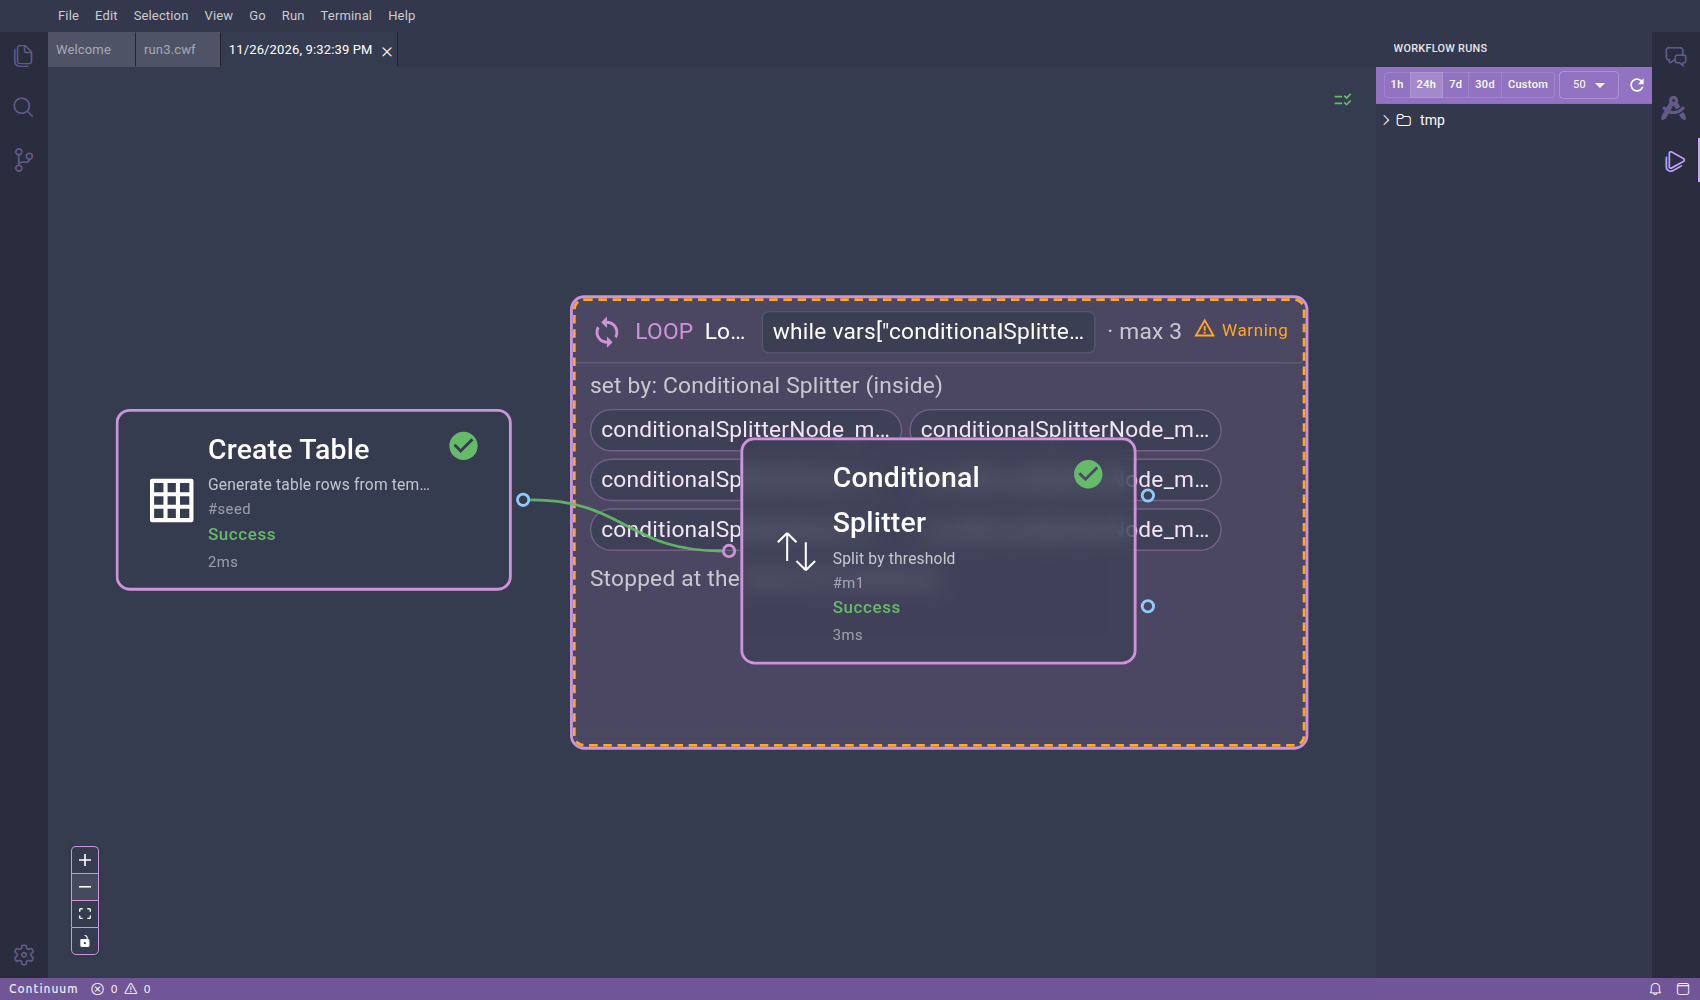 File Edit Selection View Go Run Terminal Help
Welcome run3.cwf 11/26/2026, 9:32:39 PM
WORKFLOW RUNS
1h 24h 7d 30d Custom 50
tmp
LOOP Lo... while vars["conditionalSplitte... · max 3 Warning
set by: Conditional Splitter (inside)
conditionalSplitterNode_m... conditionalSplitterNode_m...
conditionalSp ode_m...
conditionalSp ode_m...
Stopped at the
Create Table
Generate table rows from tem...
#seed
Success
2ms
Conditional
Splitter
Split by threshold
#m1
Success
3ms
Continuum 0 0